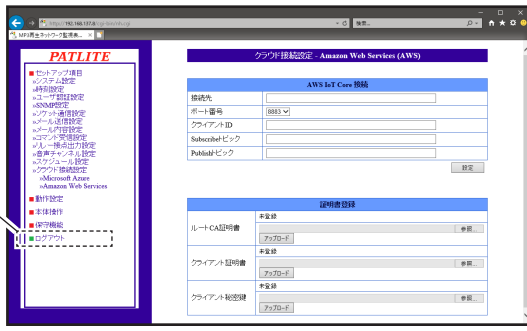 http://192.168.137.8/cgi-bin/nh.cgi
検索...
MP3再生ネットワーク監視表...
PATLITE
クラウド接続設定 - Amazon Web Services (AWS)
■セットアップ項目
»システム設定
»時刻設定
»ユーザ認証設定
»SNMP設定
»ソケット通信設定
»メール送信設定
»メール内容設定
»コマンド受信設定
»リレー接点出力設定
»音声チャンネル設定
»スケジュール設定
»クラウド接続設定
»Microsoft Azure
»Amazon Web Services
■動作設定
■本体操作
■保守機能
■ログアウト
AWS IoT Core 接続
接続先
ポート番号
8883
クライアントID
Subscribeトピック
Publishトピック
設定
証明書登録
ルートCA証明書
未登録
参照...
アップロード
クライアント証明書
未登録
参照...
アップロード
クライアント秘密鍵
未登録
参照...
アップロード